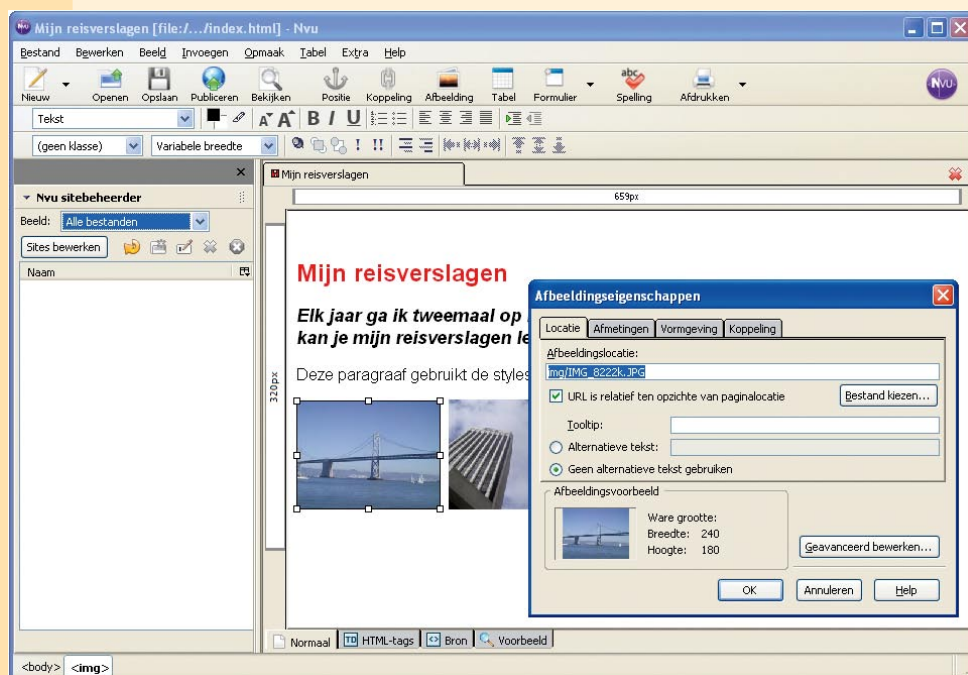 Mijn reisverslagen [file:/.../index.html] - Nvu
Bestand Bewerken Beeld Invoegen Opmaak Tabel Extra Help
Nieuw Openen Opslaan Publiceren Bekijken Positie Koppeling Afbeelding Tabel Formulier Spelling Afdrukken
Tekst
(geen klasse) Variabele breedte
Mijn reisverslagen
Nvu sitebeheerder
659px
Beeld: Alle bestanden
Sites bewerken
Naam
320px
Mijn reisverslagen
Elk jaar ga ik tweemaal op
kan je mijn reisverslagen
Deze paragraaf gebruikt de
Afbeeldingseigenschappen
Locatie Afmetingen Vormgeving Koppeling
Afbeeldingslocatie:
img/IMG_8222k.JPG
URL is relatief ten opzichte van paginalocatie Bestand kiezen...
Tooltip:
Alternatieve tekst:
Geen alternatieve tekst gebruiken
Afbeeldingsvoorbeeld
Ware grootte:
Breedte: 240
Hoogte: 180
Geavanceerd bewerken...
OK Annuleren Help
Normaal HTML-tags Bron Voorbeeld
<body> <img>